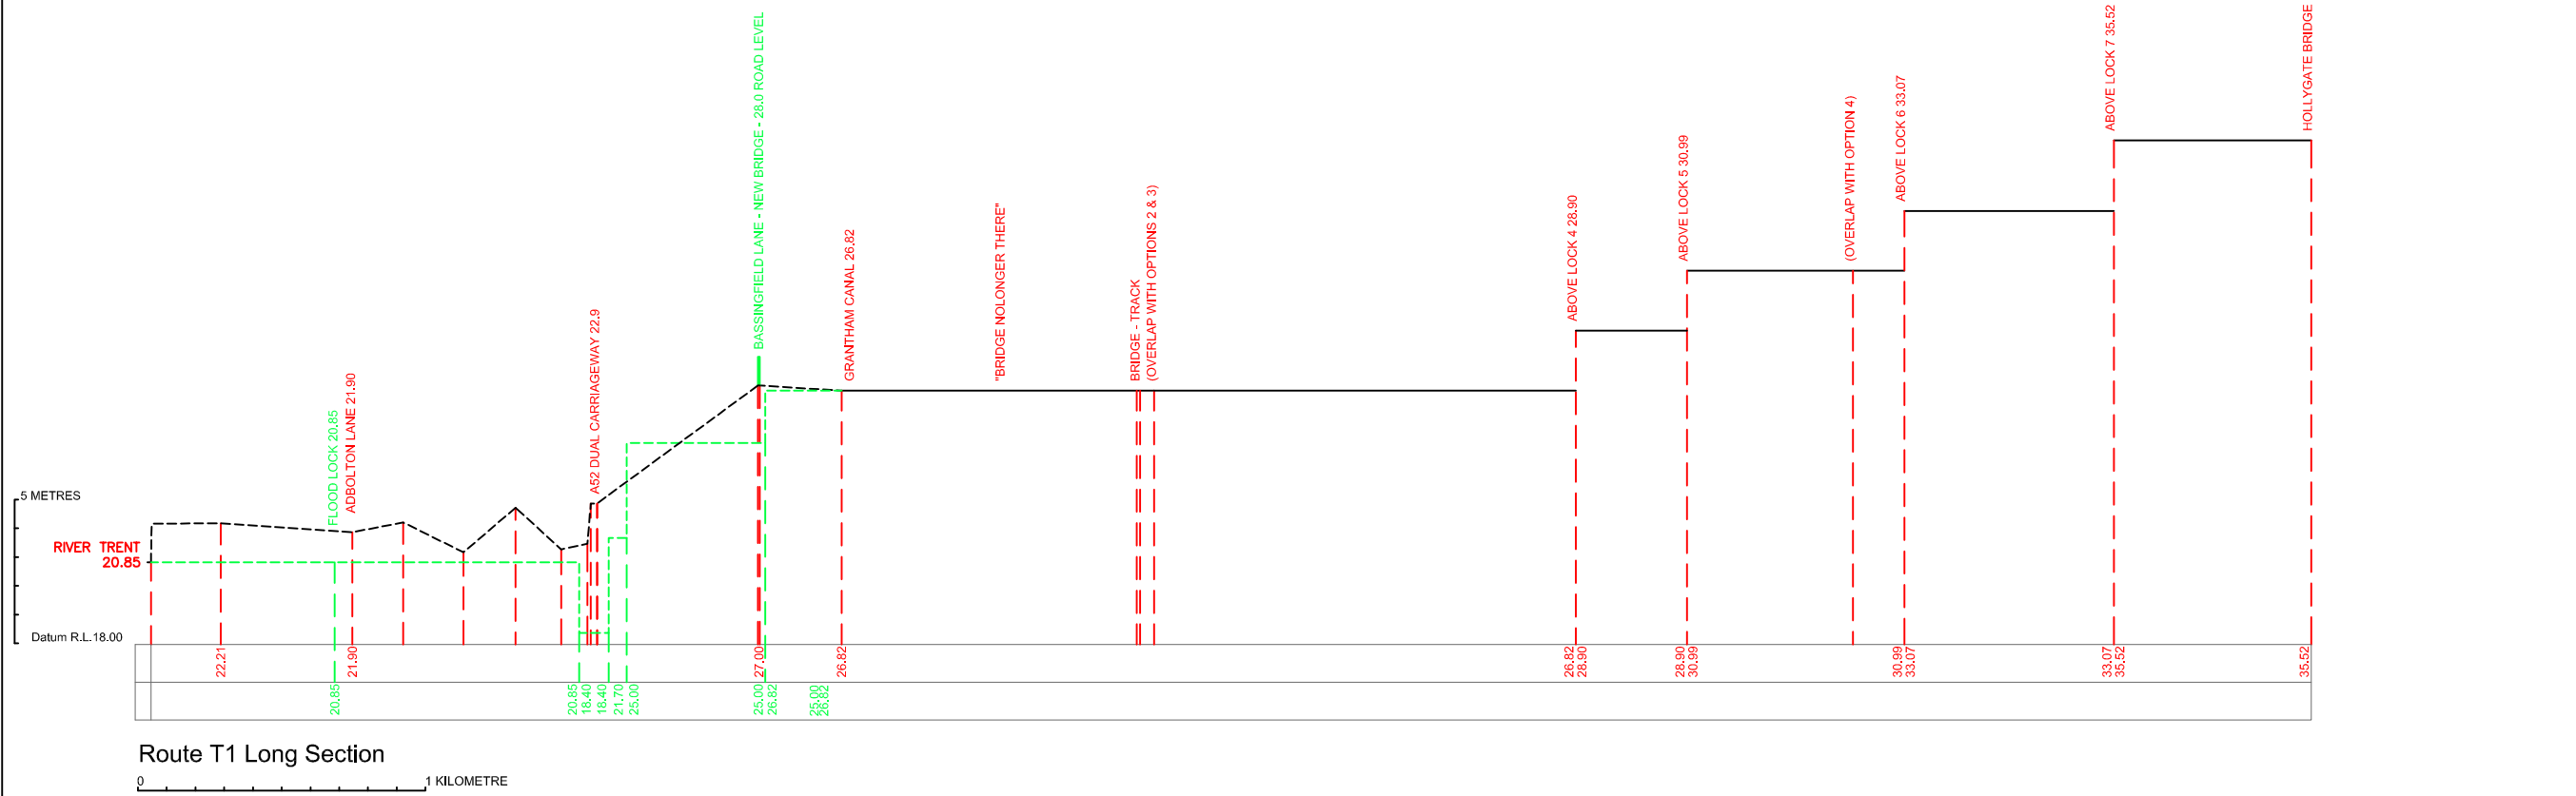 BASSINGFIELD LANE - NEW BRIDGE - 28.0 ROAD LEVEL
ABOVE LOCK 7 35.52
HOLLYGATE BRIDGE
ABOVE LOCK 6 33.07
(OVERLAP WITH OPTION 4)
ABOVE LOCK 5 30.99
ABOVE LOCK 4 28.90
(OVERLAP WITH OPTIONS 2 & 3)
BRIDGE - TRACK
"BRIDGE NOLONGER THERE"
GRANTHAM CANAL 26.82
A52 DUAL CARRIAGEWAY 22.9
ADBOLTON LANE 21.90
FLOOD LOCK 20.85
5 METRES
RIVER TRENT
20.85
Datum R.L.18.00
22.21
21.90
27.00
26.82
26.82
28.90
28.90
30.99
30.99
33.07
33.07
35.52
35.52
20.85
20.85
18.40
18.40
21.70
25.00
25.00
26.82
25.00
26.82
Route T1 Long Section
0
1 KILOMETRE